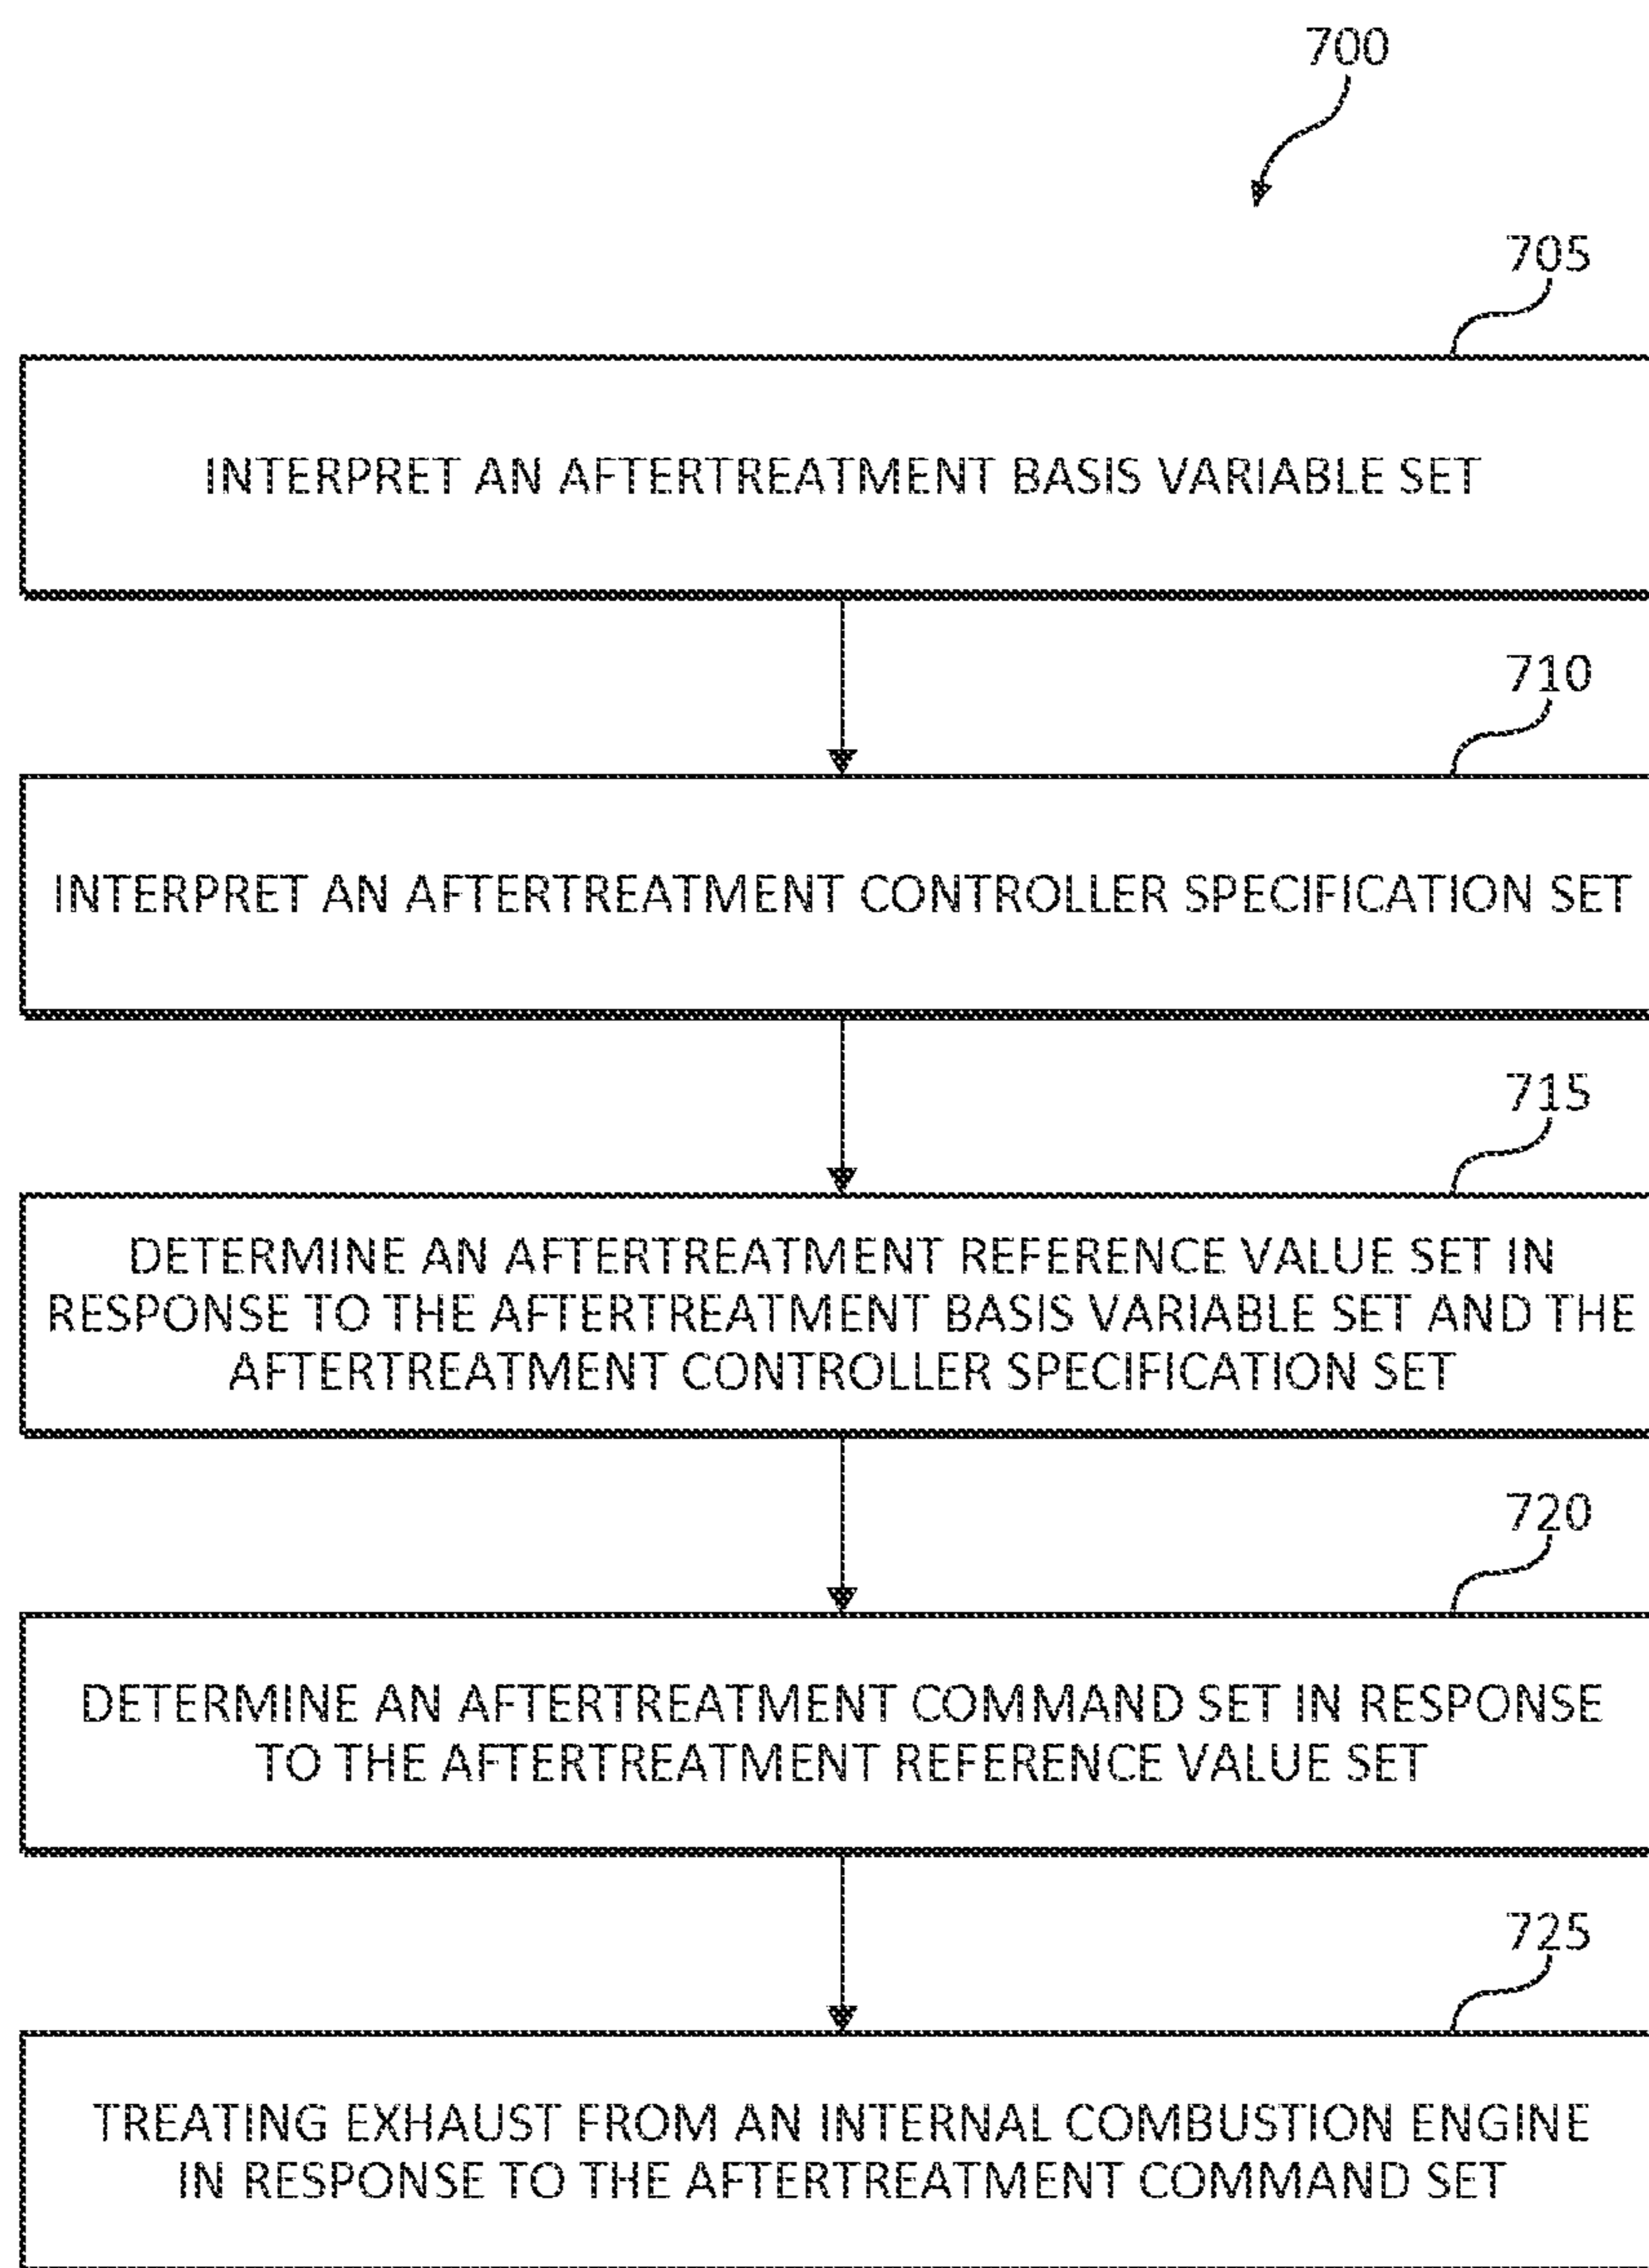 700
705
INTERPRET AN AFTERTREATMENT BASIS VARIABLE SET
710
INTERPRET AN AFTERTREATMENT CONTROLLER SPECIFICATION SET
715
DETERMINE AN AFTERTREATMENT REFERENCE VALUE SET IN
RESPONSE TO THE AFTERTREATMENT BASIS VARIABLE SET AND THE
AFTERTREATMENT CONTROLLER SPECIFICATION SET
720
DETERMINE AN AFTERTREATMENT COMMAND SET IN RESPONSE
TO THE AFTERTREATMENT REFERENCE VALUE SET
725
TREATING EXHAUST FROM AN INTERNAL COMBUSTION ENGINE
IN RESPONSE TO THE AFTERTREATMENT COMMAND SET